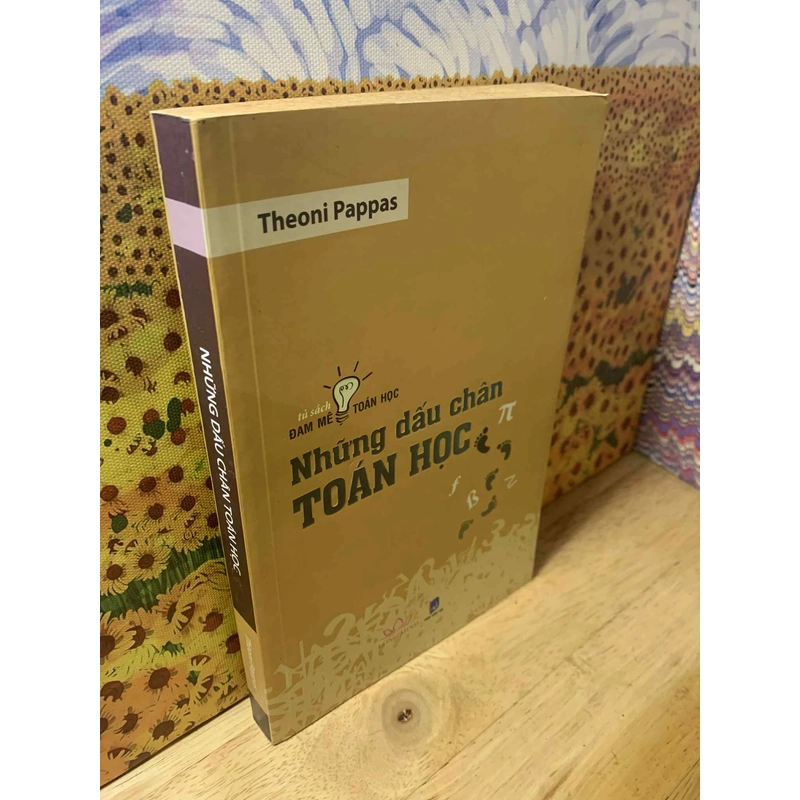 Theoni Pappas
tủ sách
ĐAM MÊ TOÁN HỌC
Những dấu chân
TOÁN HỌC
π
f
B
z
NHỮNG DẤU CHÂN TOÁN HỌC